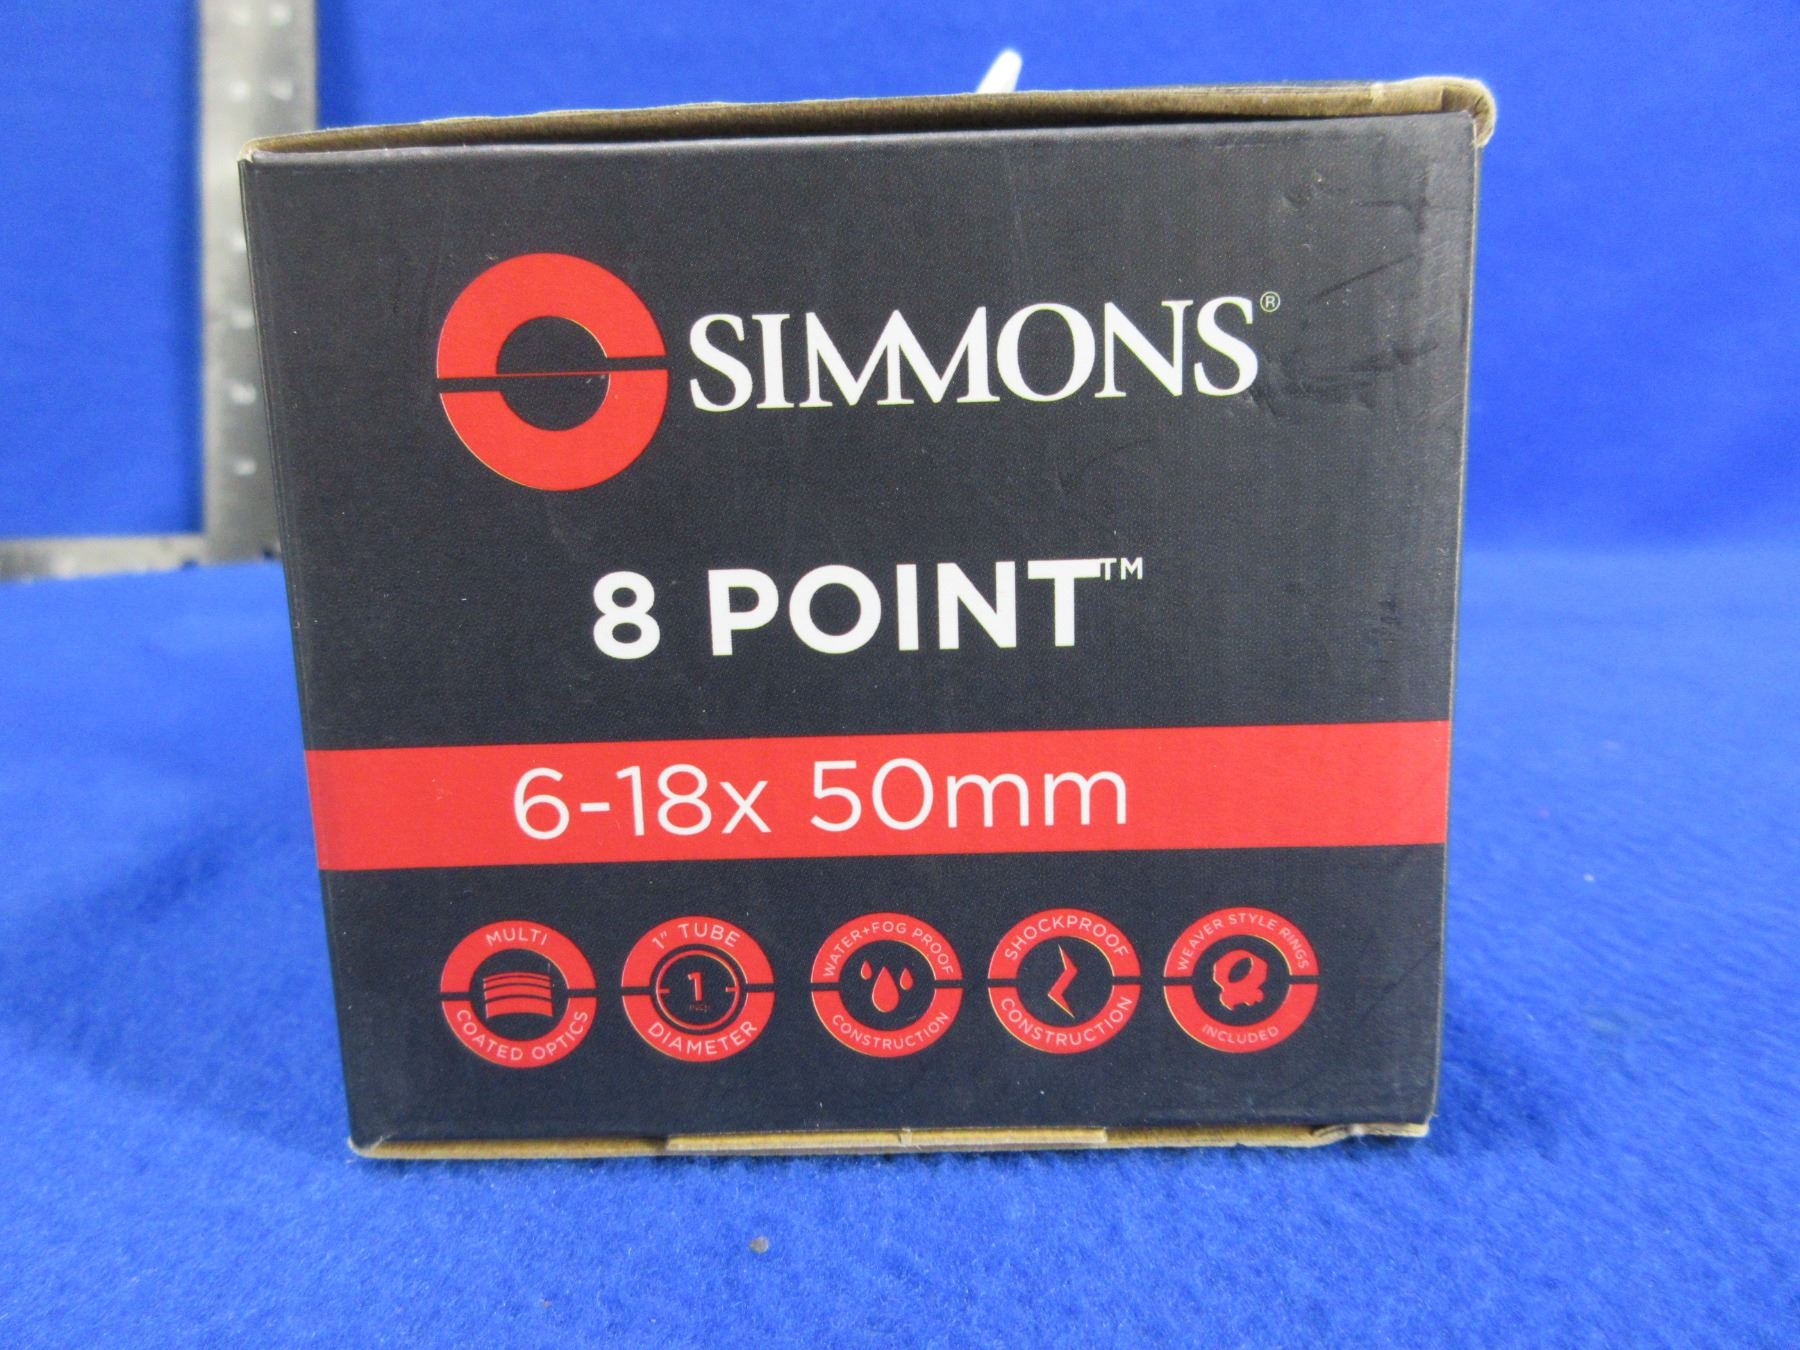 SIMMONS®
8 POINT™
6-18x 50mm
MULTI
COATED OPTICS
1" TUBE
1
DIAMETER
WATER+FOG PROOF
CONSTRUCTION
SHOCKPROOF
CONSTRUCTION
WEAVER STYLE RINGS
INCLUDED